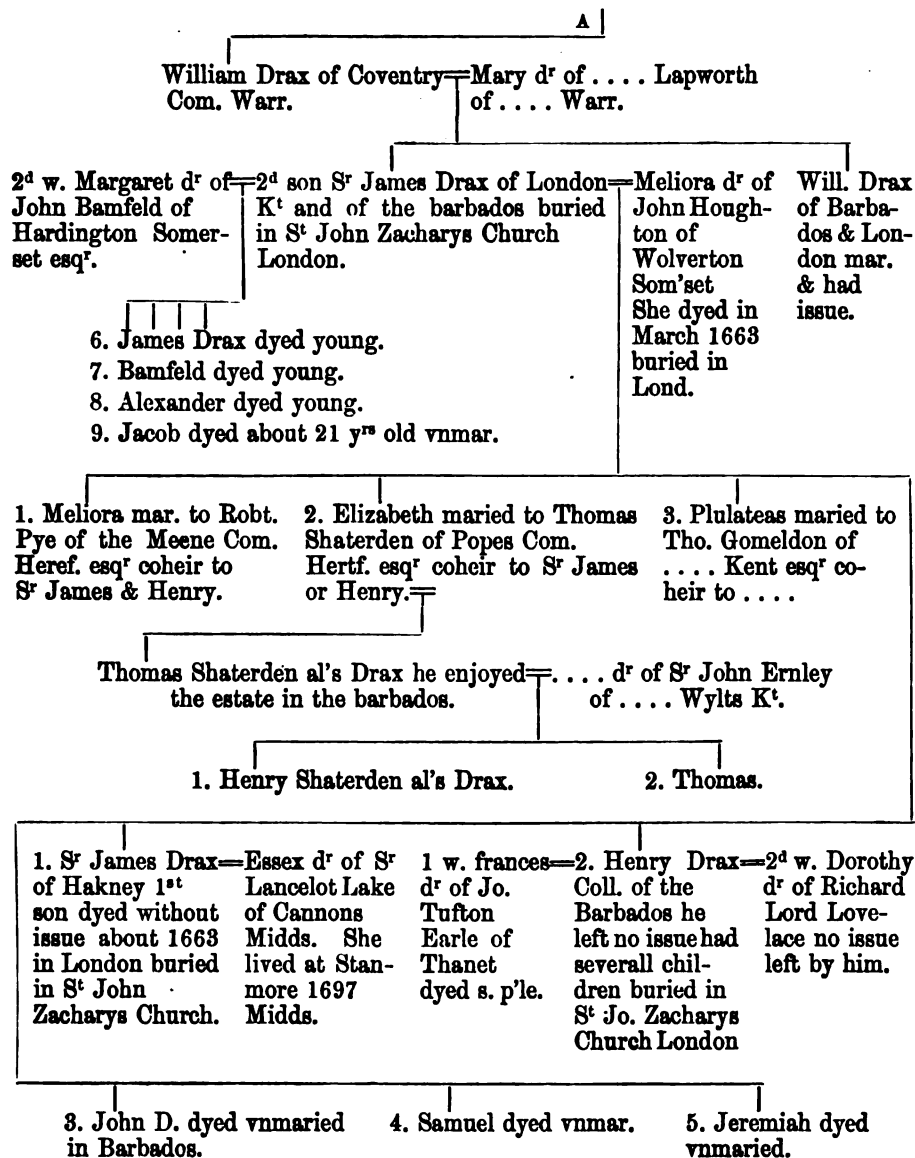 A
William Drax of Coventry=Mary dʳ of . . . . Lapworth
Com. Warr.
of . . . . Warr.
2ᵈ w. Margaret dʳ of=
John Bamfeld of
Hardington Somer-
set esqʳ.
2ᵈ son Sʳ James Drax of London=
Kᵗ and of the barbados buried
in Sᵗ John Zacharys Church
London.
Meliora dʳ of
John Hough-
ton of
Wolverton
Som'set
She dyed in
March 1663
buried in
Lond.
Will. Drax
of Barba-
dos & Lon-
don mar.
& had
issue.
6. James Drax dyed young.
7. Bamfeld dyed young.
8. Alexander dyed young.
9. Jacob dyed about 21 yʳˢ old vnmar.
1. Meliora mar. to Robt.
Pye of the Meene Com.
Heref. esqʳ coheir to
Sʳ James & Henry.
2. Elizabeth maried to Thomas
Shaterden of Popes Com.
Hertf. esqʳ coheir to Sʳ James
or Henry.=
3. Plulateas maried to
Tho. Gomeldon of
. . . . Kent esqʳ co-
heir to . . . .
Thomas Shaterden al's Drax he enjoyed=
the estate in the barbados.
. . . . dʳ of Sʳ John Ernley
of . . . . Wylts Kᵗ.
1. Henry Shaterden al's Drax.
2. Thomas.
1. Sʳ James Drax=
of Hakney 1ˢᵗ
son dyed without
issue about 1663
in London buried
in Sᵗ John
Zacharys Church.
Essex dʳ of Sʳ
Lancelot Lake
of Cannons
Midds. She
lived at Stan-
more 1697
Midds.
1 w. frances=
dʳ of Jo.
Tufton
Earle of
Thanet
dyed s. p'le.
2. Henry Drax=
Coll. of the
Barbados he
left no issue had
severall chil-
dren buried in
Sᵗ Jo. Zacharys
Church London
2ᵈ w. Dorothy
dʳ of Richard
Lord Love-
lace no issue
left by him.
3. John D. dyed vnmaried
in Barbados.
4. Samuel dyed vnmar.
5. Jeremiah dyed
vnmaried.